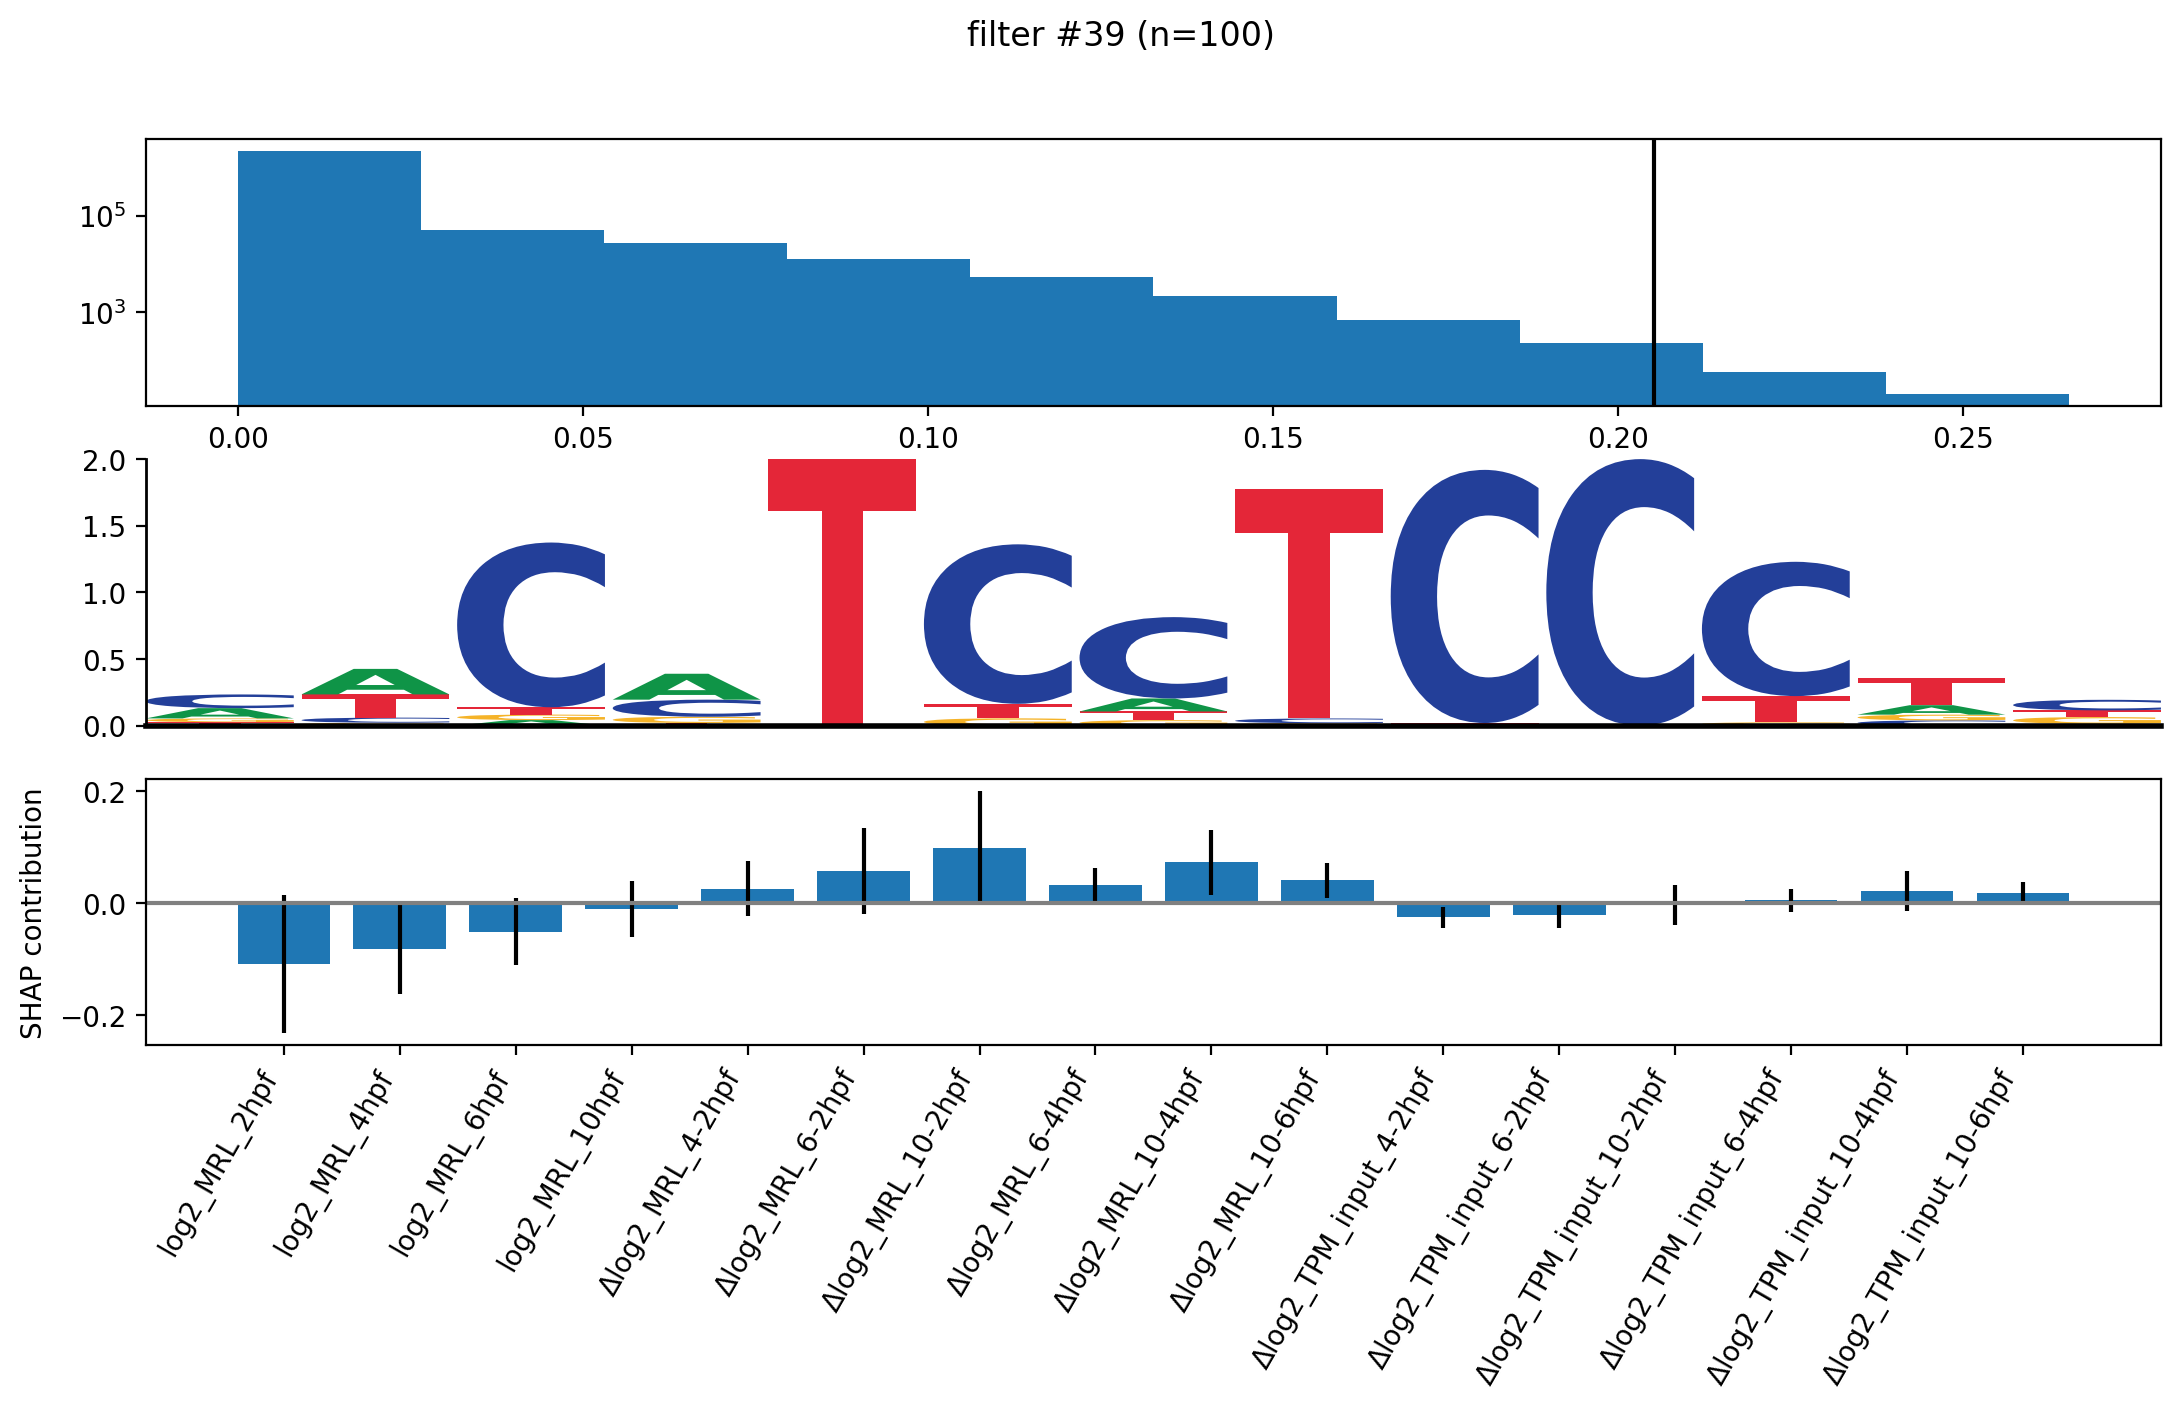 filter #39 (n=100)
10^5
10^3
0.00 0.05 0.10 0.15 0.20 0.25
2.0
1.5
1.0
0.5
0.0
C A C A T C C T C C C T C
A T T C T A C T A T
G C G G G T G G G
T A G C
SHAP contribution
0.2
0.0
−0.2
log2_MRL_2hpf
log2_MRL_4hpf
log2_MRL_6hpf
log2_MRL_10hpf
Δlog2_MRL_4-2hpf
Δlog2_MRL_6-2hpf
Δlog2_MRL_10-2hpf
Δlog2_MRL_6-4hpf
Δlog2_MRL_10-4hpf
Δlog2_MRL_10-6hpf
Δlog2_TPM_input_4-2hpf
Δlog2_TPM_input_6-2hpf
Δlog2_TPM_input_10-2hpf
Δlog2_TPM_input_6-4hpf
Δlog2_TPM_input_10-4hpf
Δlog2_TPM_input_10-6hpf